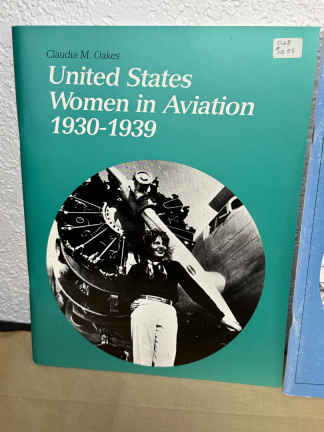 Claudia M. Oakes
United States
Women in Aviation
1930-1939